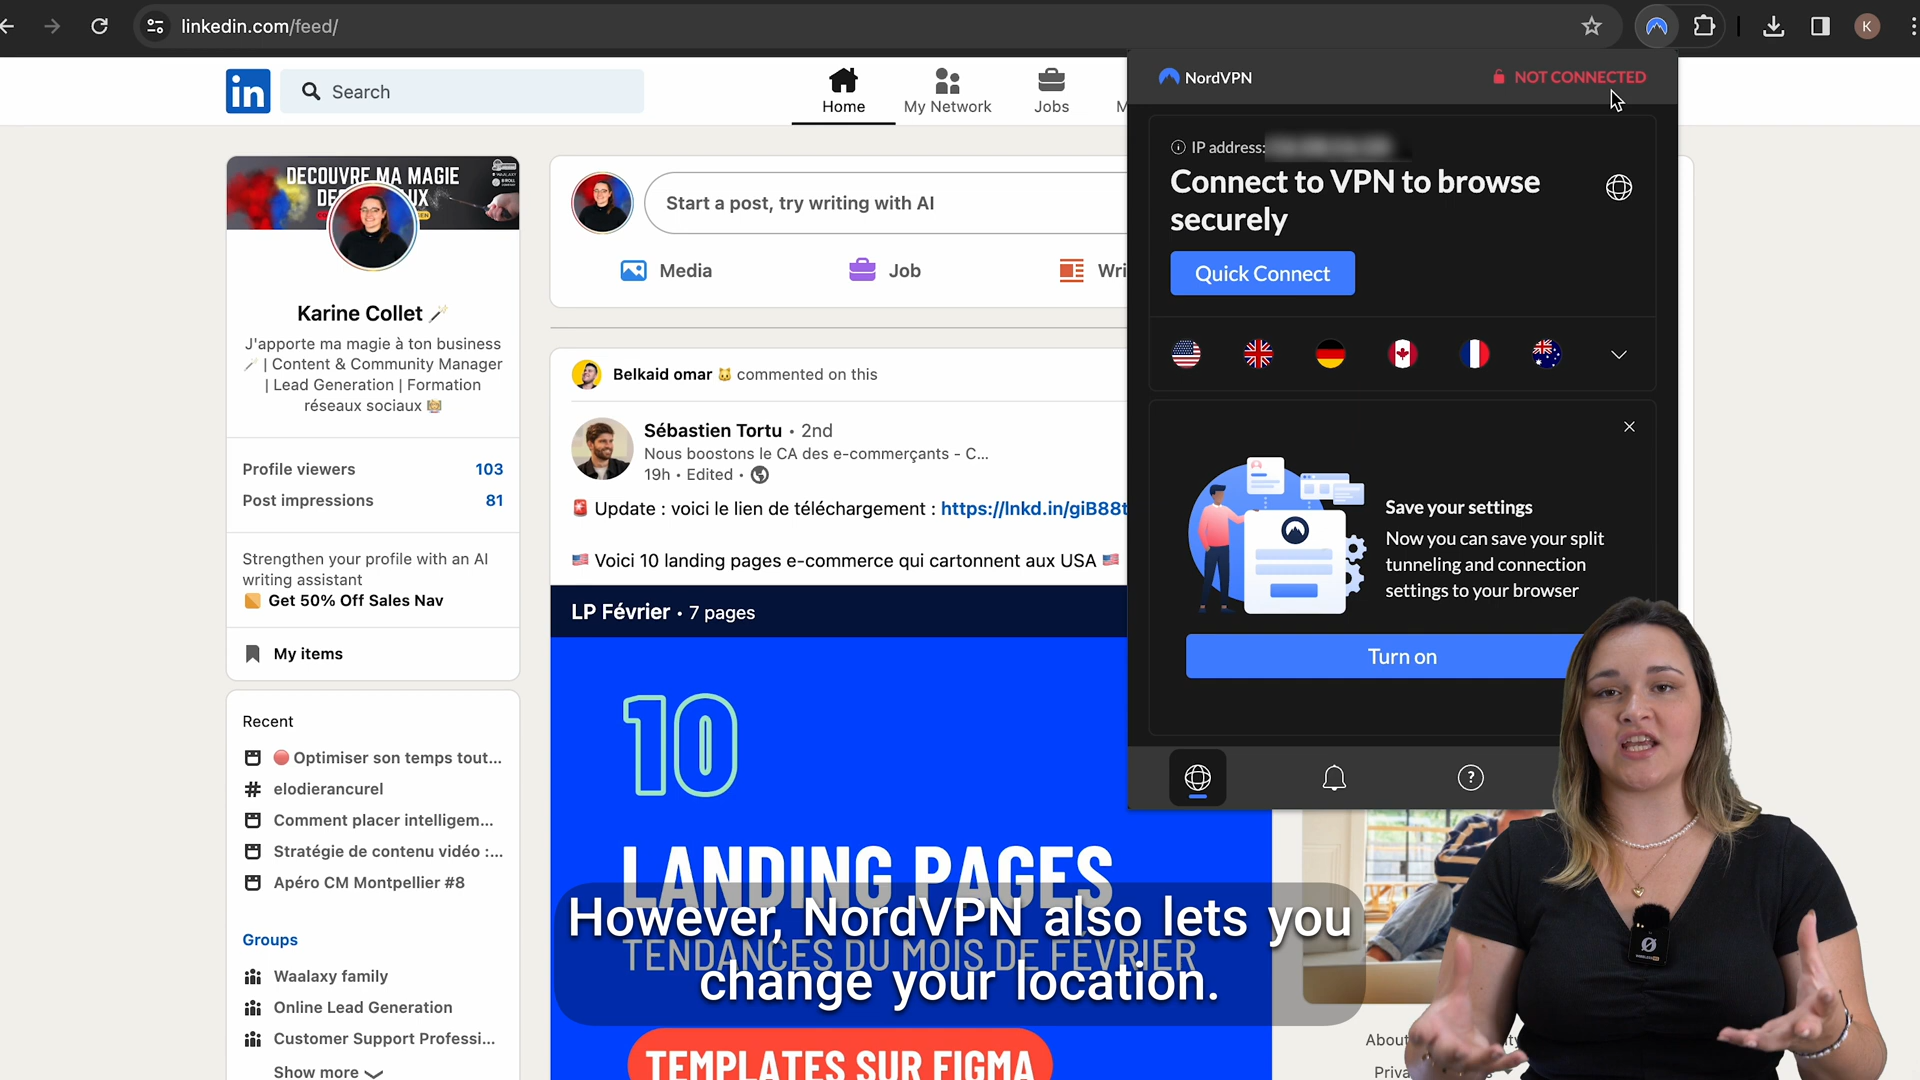 linkedin.com/feed/
K
in
Search
Home
My Network
Jobs
M
NordVPN
NOT CONNECTED
IP address:
Connect to VPN to browse
securely
Quick Connect
Save your settings
Now you can save your split
tunneling and connection
settings to your browser
Turn on
DECOUVRE MA MAGIE
Karine Collet
J'apporte ma magie à ton business
| Content & Community Manager
| Lead Generation | Formation
réseaux sociaux
Profile viewers 103
Post impressions 81
Strengthen your profile with an AI
writing assistant
Get 50% Off Sales Nav
My items
Recent
Optimiser son temps tout...
elodierancurel
Comment placer intelligem...
Stratégie de contenu vidéo :...
Apéro CM Montpellier #8
Groups
Waalaxy family
Online Lead Generation
Customer Support Professi...
Show more
Start a post, try writing with AI
Media
Job
Wri
Belkaid omar commented on this
Sébastien Tortu • 2nd
Nous boostons le CA des e-commerçants - C...
19h • Edited •
Update : voici le lien de téléchargement : https://lnkd.in/giB88t
Voici 10 landing pages e-commerce qui cartonnent aux USA
LP Février • 7 pages
10
LANDING PAGES
TENDANCES DU MOIS DE FÉVRIER
TEMPLATES SUR FIGMA
However, NordVPN also lets you
change your location.
About
Priva